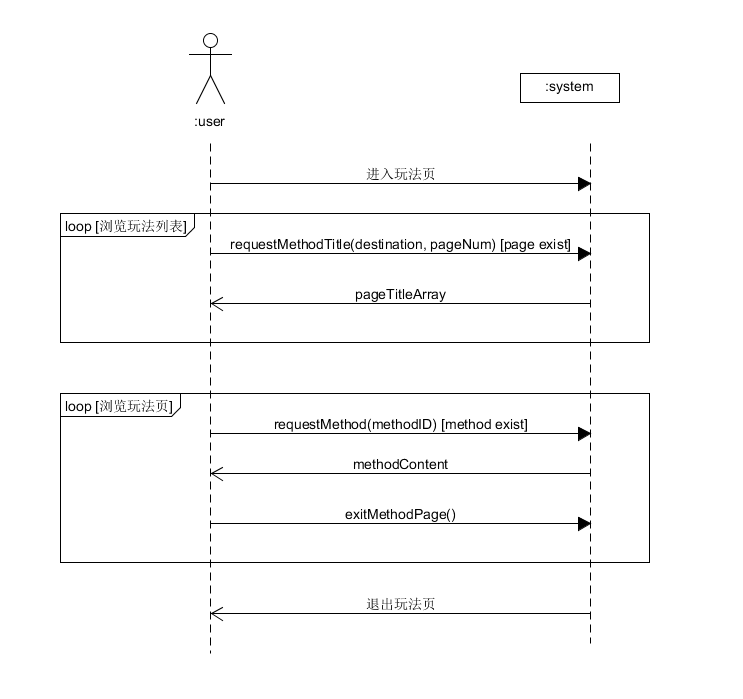 :user
:system
进入玩法页
loop [浏览玩法列表]
requestMethodTitle(destination, pageNum) [page exist]
pageTitleArray
loop [浏览玩法页]
requestMethod(methodID) [method exist]
methodContent
exitMethodPage()
退出玩法页